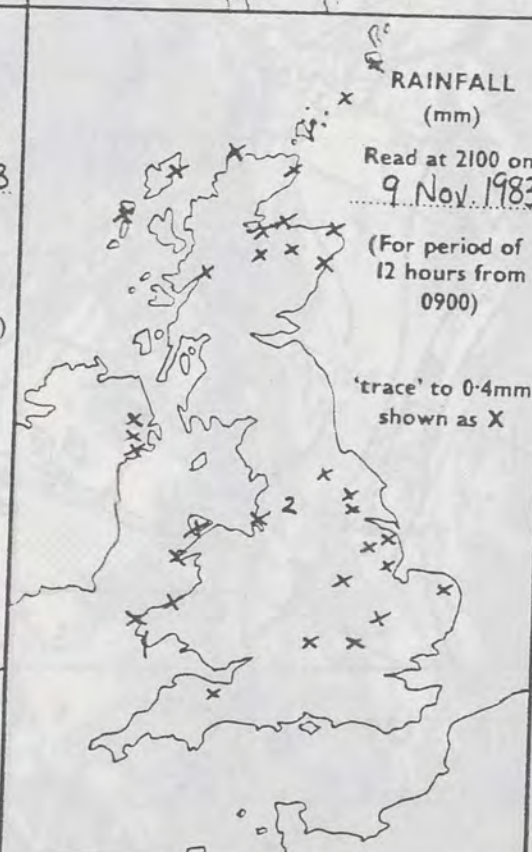 RAINFALL
(mm)
Read at 2100 on
9 Nov. 1983
(For period of
12 hours from
0900)
'trace' to 0·4mm
shown as X
2